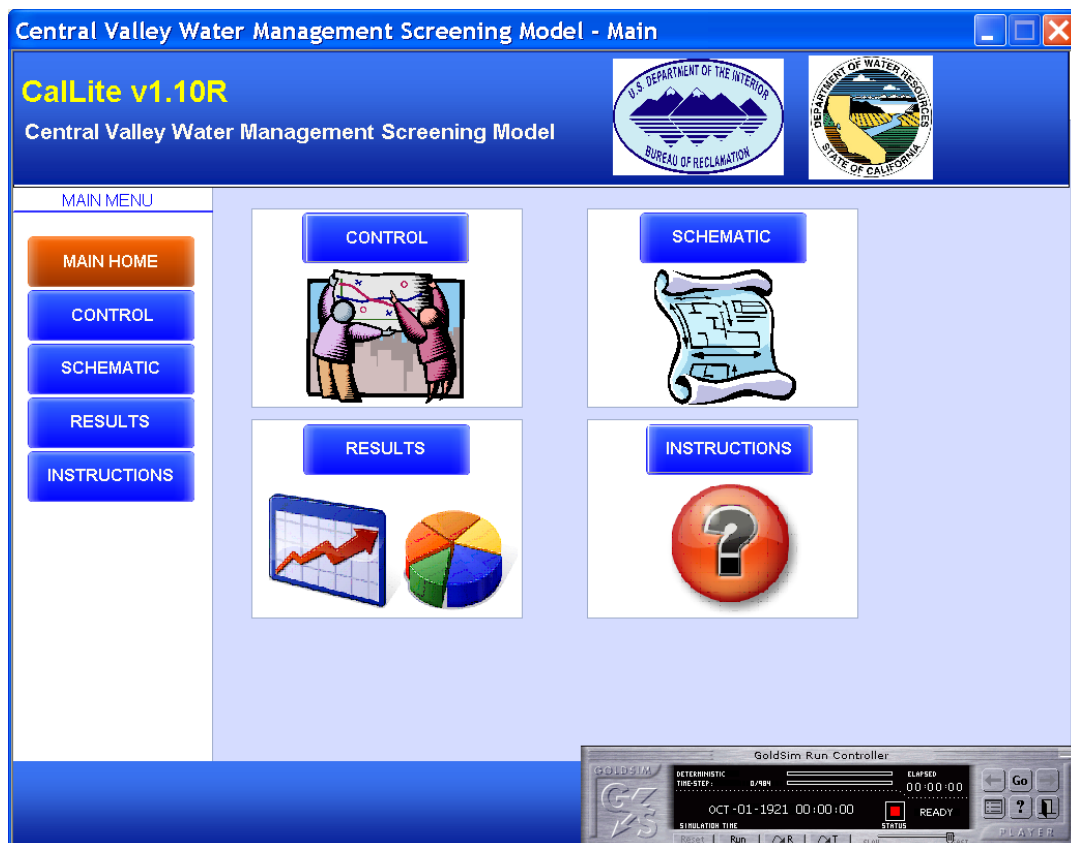 Central Valley Water Management Screening Model - Main
CalLite v1.10R
Central Valley Water Management Screening Model
U.S. DEPARTMENT OF THE INTERIOR
BUREAU OF RECLAMATION
DEPARTMENT OF WATER RESOURCES
STATE OF CALIFORNIA
MAIN MENU
MAIN HOME
CONTROL
SCHEMATIC
RESULTS
INSTRUCTIONS
CONTROL
SCHEMATIC
RESULTS
INSTRUCTIONS
?
GoldSim Run Controller
GOLDSIM
DETERMINISTIC
TIME-STEP: 0/984
ELAPSED
00:00:00
OCT-01-1921 00:00:00
READY
SIMULATION TIME
STATUS
Go
?
PLAYER
Reset Run R T